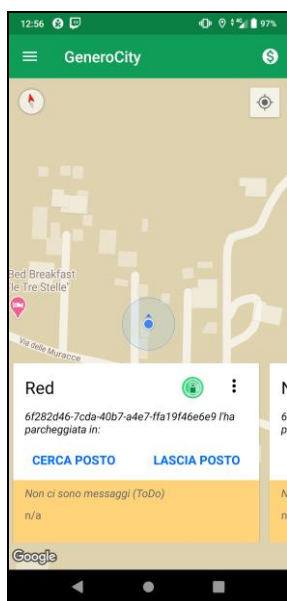 12:56 97%
GeneroCity
Bed Breakfast
'le Tre Stelle'
Via delle Muracce
Red
6f282d46-7cda-40b7-a4e7-ffa19f46e6e9 l'ha
parcheggiata in:
CERCA POSTO LASCIA POSTO
Non ci sono messaggi (ToDo)
n/a
Google